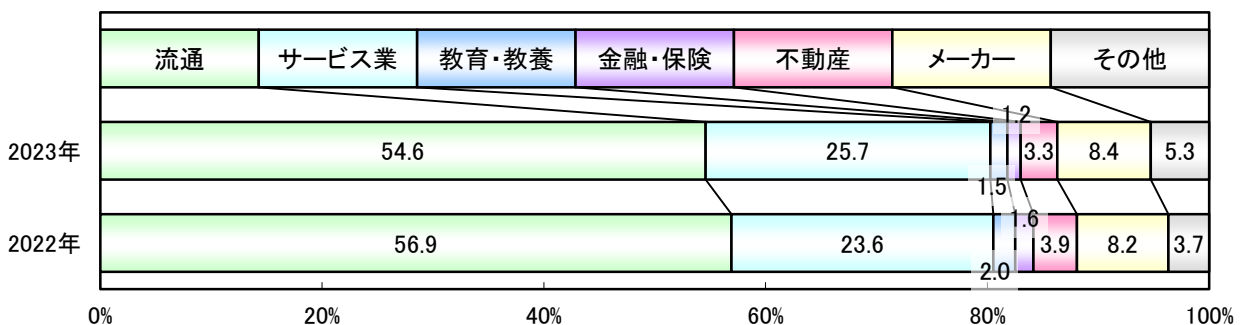 流通 サービス業 教育・教養 金融・保険 不動産 メーカー その他
1.2
2023年 54.6 25.7 3.3 8.4 5.3
1.5
1.6
2022年 56.9 23.6 3.9 8.2 3.7
2.0
0% 20% 40% 60% 80% 100%